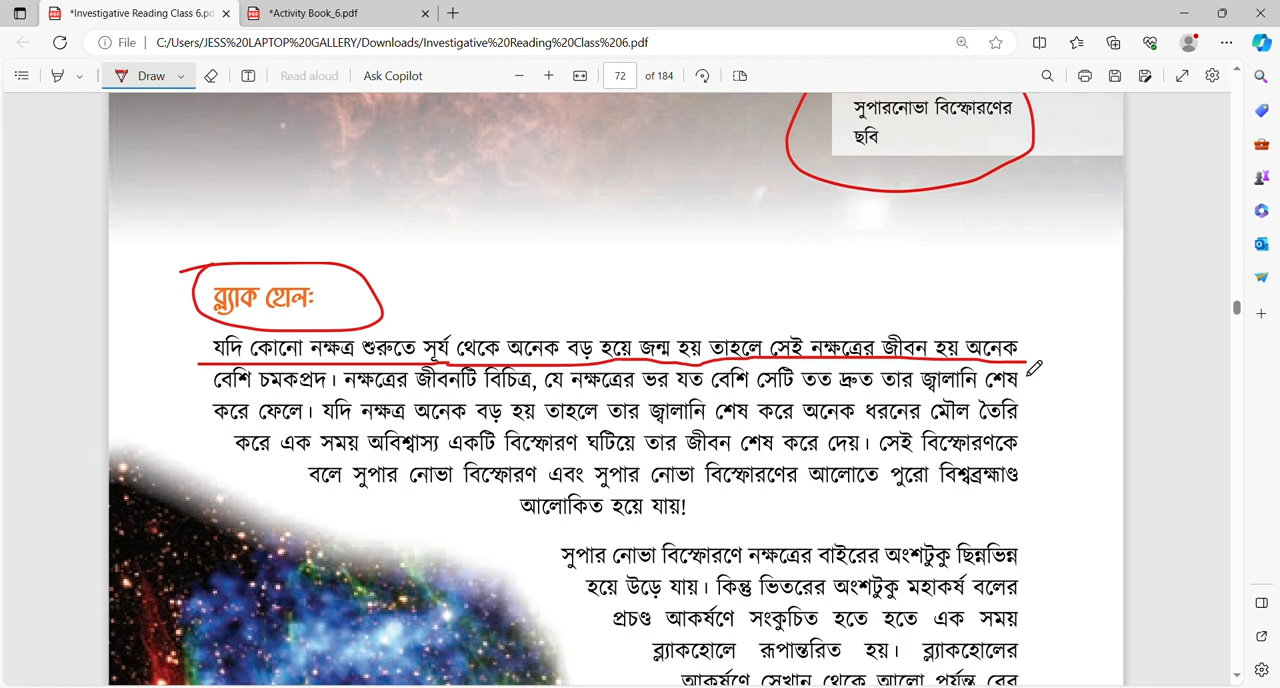 *Investigative Reading Class 6.pd
*Activity Book_6.pdf
File
C:/Users/JESS%20LAPTOP%20GALLERY/Downloads/Investigative%20Reading%20Class%206.pdf
Draw
Read aloud
Ask Copilot
72
of 184
সুপারনোভা বিস্ফোরণের
ছবি
ব্ল্যাক হোল:
যদি কোনো নক্ষত্র শুরুতে সূর্য থেকে অনেক বড় হয়ে জন্ম হয় তাহলে সেই নক্ষত্রের জীবন হয় অনেক
বেশি চমকপ্রদ। নক্ষত্রের জীবনটি বিচিত্র, যে নক্ষত্রের ভর যত বেশি সেটি তত দ্রুত তার জ্বালানি শেষ
করে ফেলে। যদি নক্ষত্র অনেক বড় হয় তাহলে তার জ্বালানি শেষ করে অনেক ধরনের মৌল তৈরি
করে এক সময় অবিশ্বাস্য একটি বিস্ফোরণ ঘটিয়ে তার জীবন শেষ করে দেয়। সেই বিস্ফোরণকে
বলে সুপার নোভা বিস্ফোরণ এবং সুপার নোভা বিস্ফোরণের আলোতে পুরো বিশ্বব্রহ্মাণ্ড
আলোকিত হয়ে যায়!
সুপার নোভা বিস্ফোরণে নক্ষত্রের বাইরের অংশটুকু ছিন্নভিন্ন
হয়ে উড়ে যায়। কিন্তু ভিতরের অংশটুকু মহাকর্ষ বলের
প্রচণ্ড আকর্ষণে সংকুচিত হতে হতে এক সময়
ব্ল্যাকহোলে রূপান্তরিত হয়। ব্ল্যাকহোলের
আকর্ষণে সেখান থেকে আলো পর্যন্ত বের